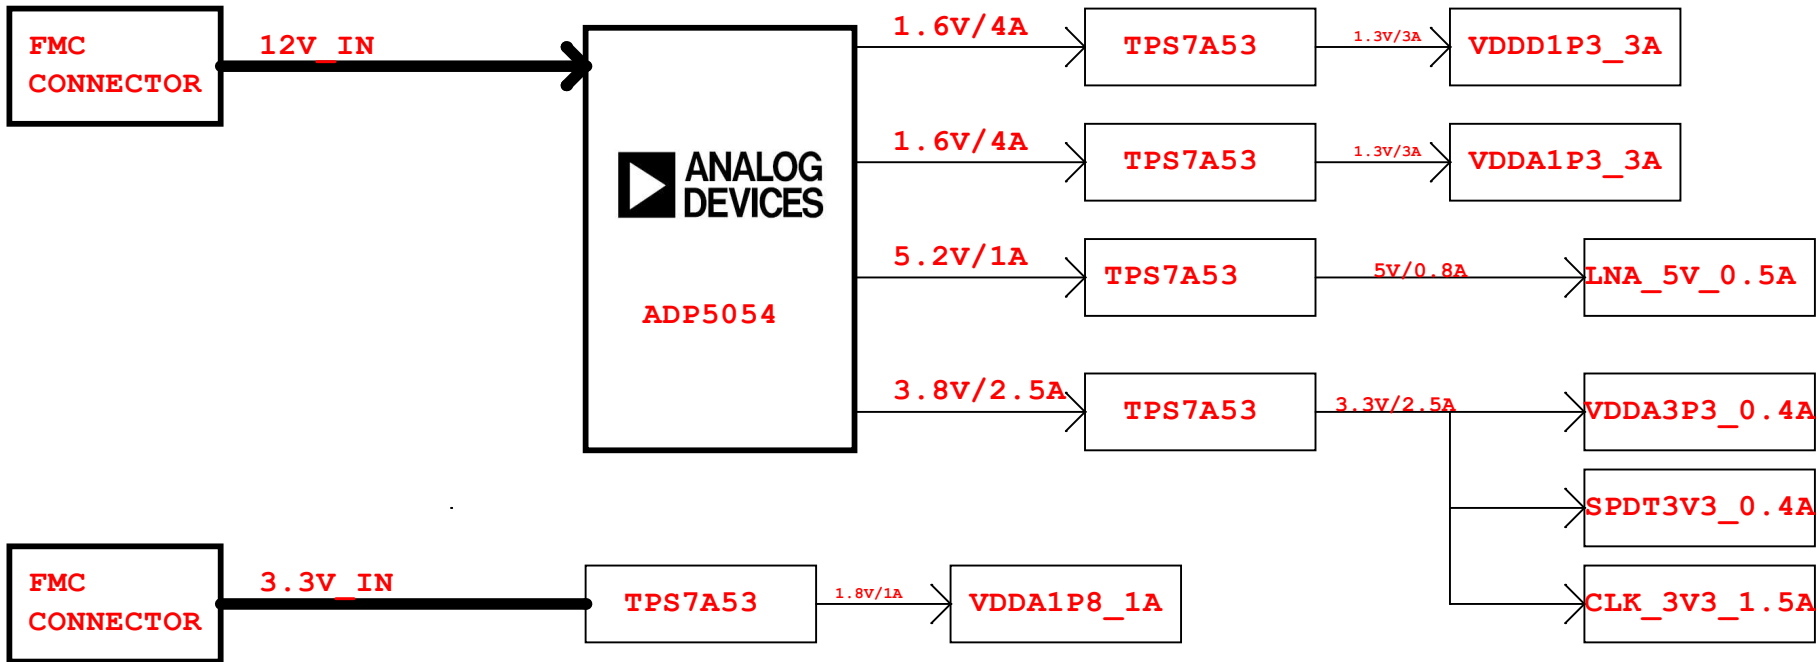 FMC
CONNECTOR
12V_IN
ANALOG
DEVICES
ADP5054
1.6V/4A
TPS7A53
1.3V/3A
VDDD1P3_3A
1.6V/4A
TPS7A53
1.3V/3A
VDDA1P3_3A
5.2V/1A
TPS7A53
5V/0.8A
LNA_5V_0.5A
3.8V/2.5A
TPS7A53
3.3V/2.5A
VDDA3P3_0.4A
SPDT3V3_0.4A
CLK_3V3_1.5A
FMC
CONNECTOR
3.3V_IN
TPS7A53
1.8V/1A
VDDA1P8_1A